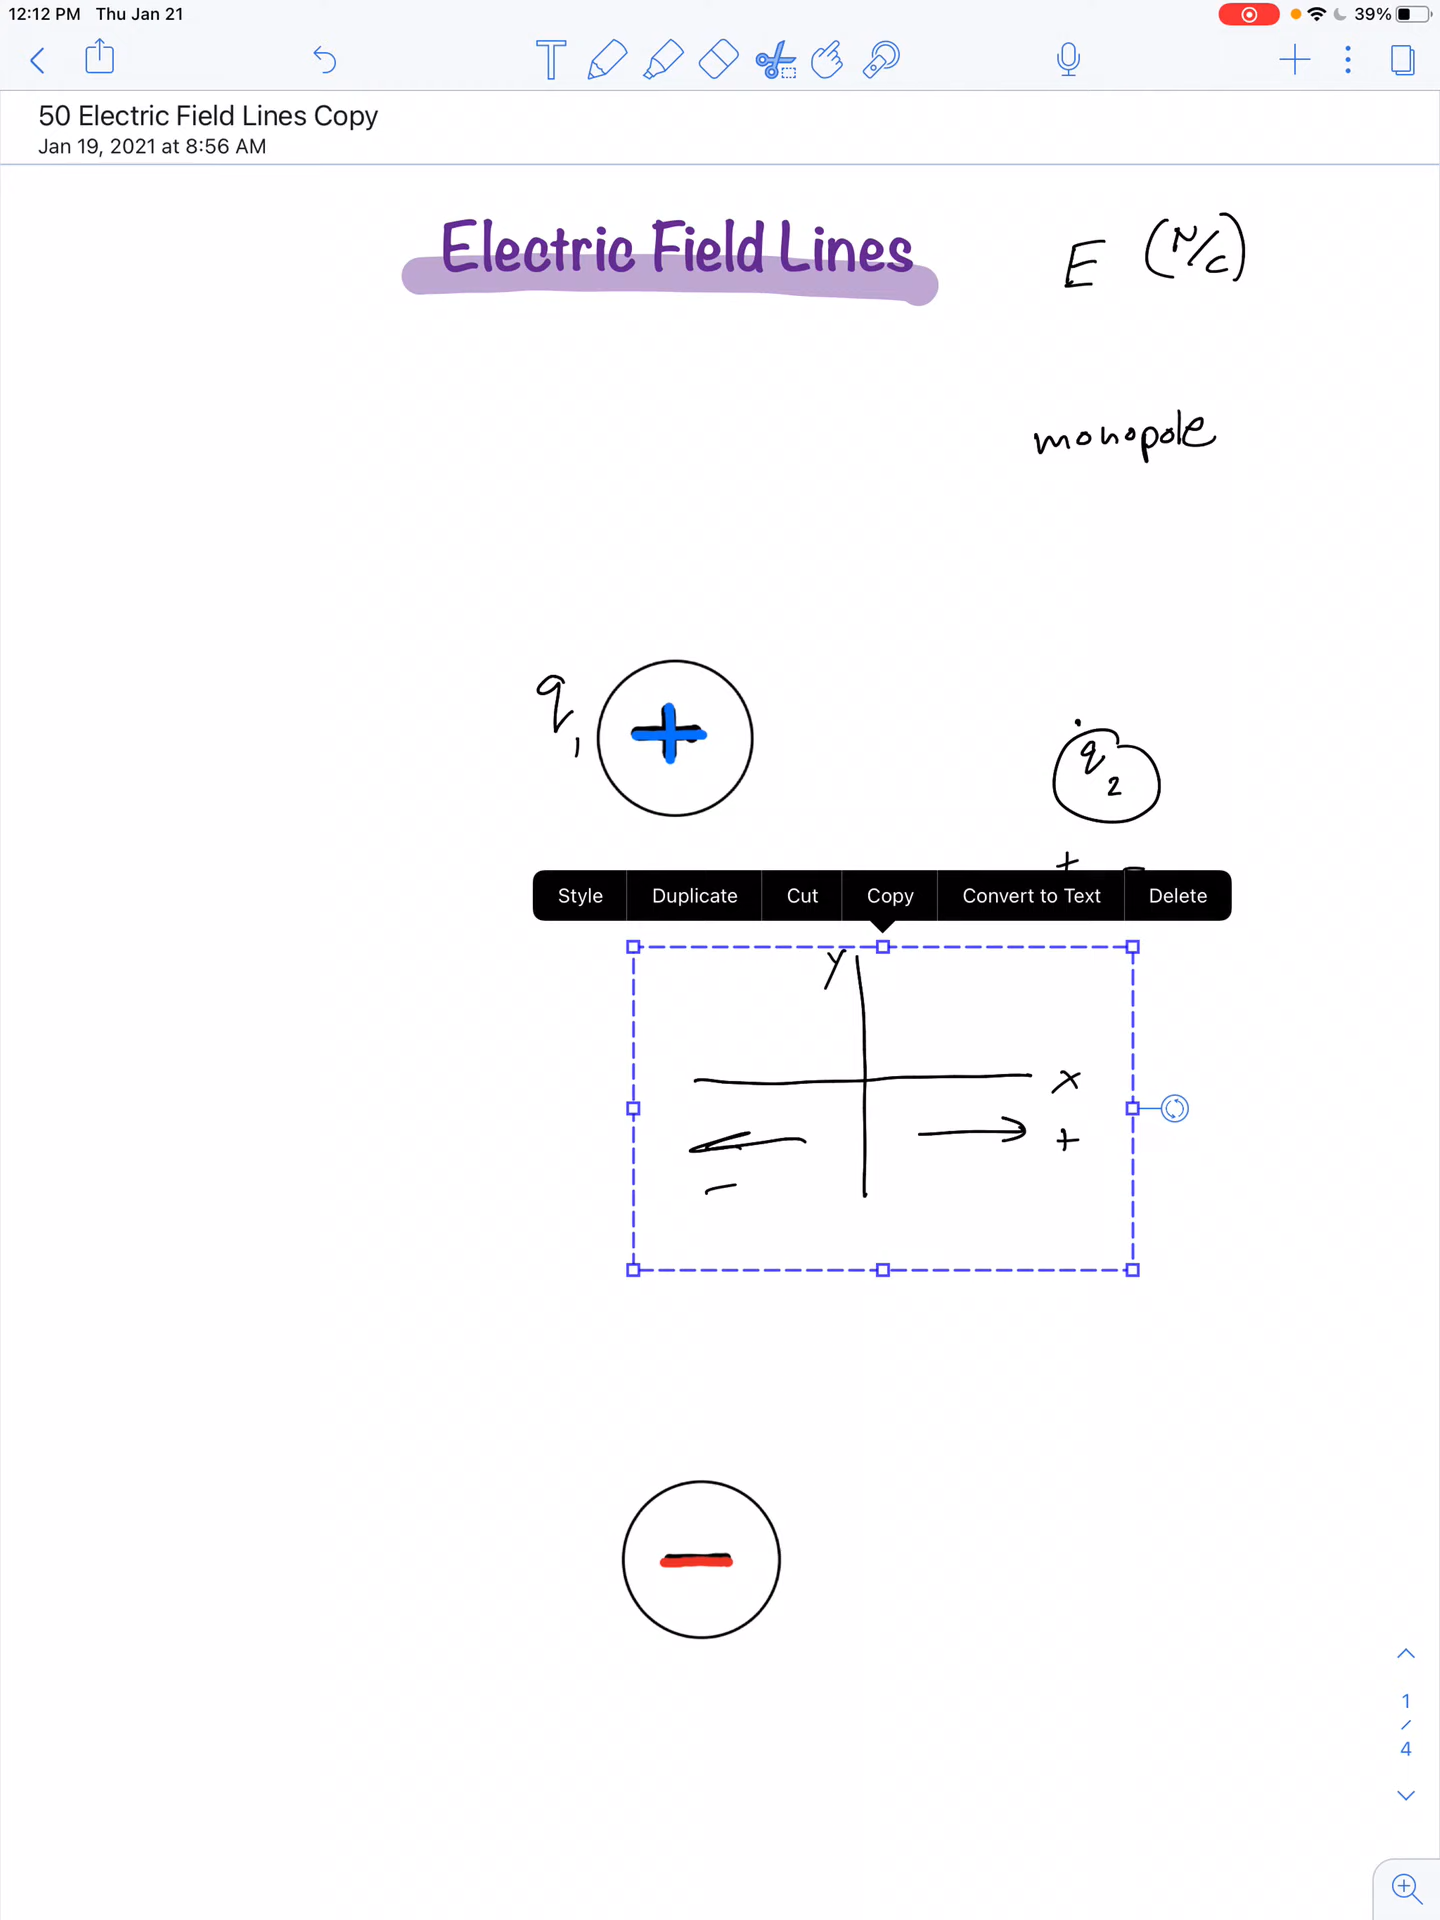 12:12 PM Thu Jan 21
39%
50 Electric Field Lines Copy
Jan 19, 2021 at 8:56 AM
Electric Field Lines
E (N/C)
monopole
q1
+
q2
+ -
Style Duplicate Cut Copy Convert to Text Delete
y
x
+
-
-
1
/
4